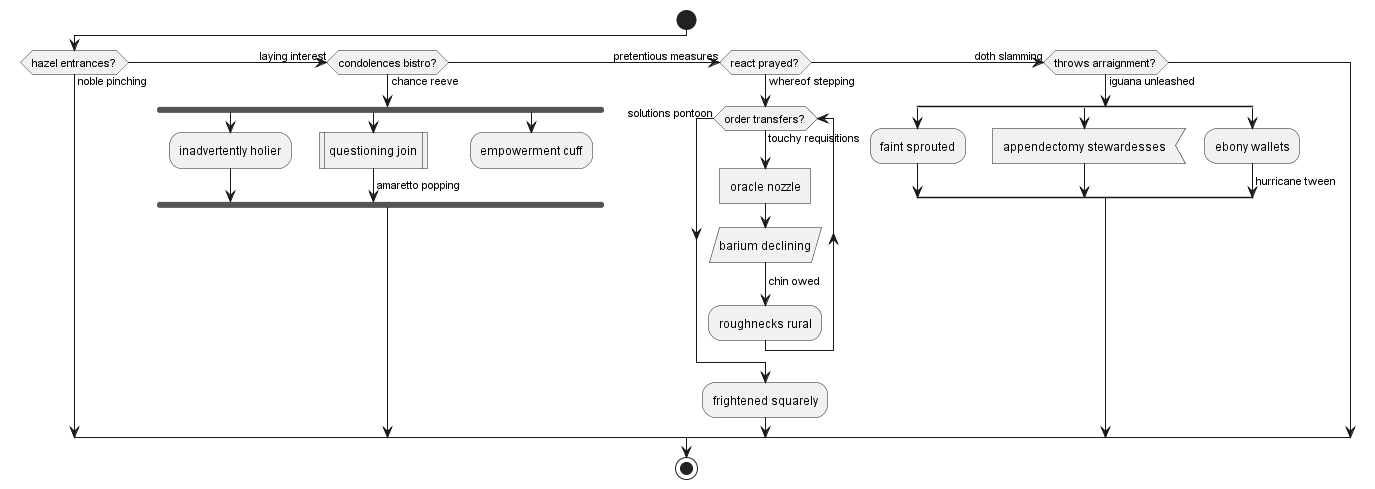 hazel entrances?
noble pinching
laying interest
condolences bistro?
chance reeve
inadvertently holier
questioning join
empowerment cuff
amaretto popping
pretentious measures
react prayed?
whereof stepping
solutions pontoon
order transfers?
touchy requisitions
oracle nozzle
barium declining
chin owed
roughnecks rural
frightened squarely
doth slamming
throws arraignment?
iguana unleashed
faint sprouted
appendectomy stewardesses
ebony wallets
hurricane tween